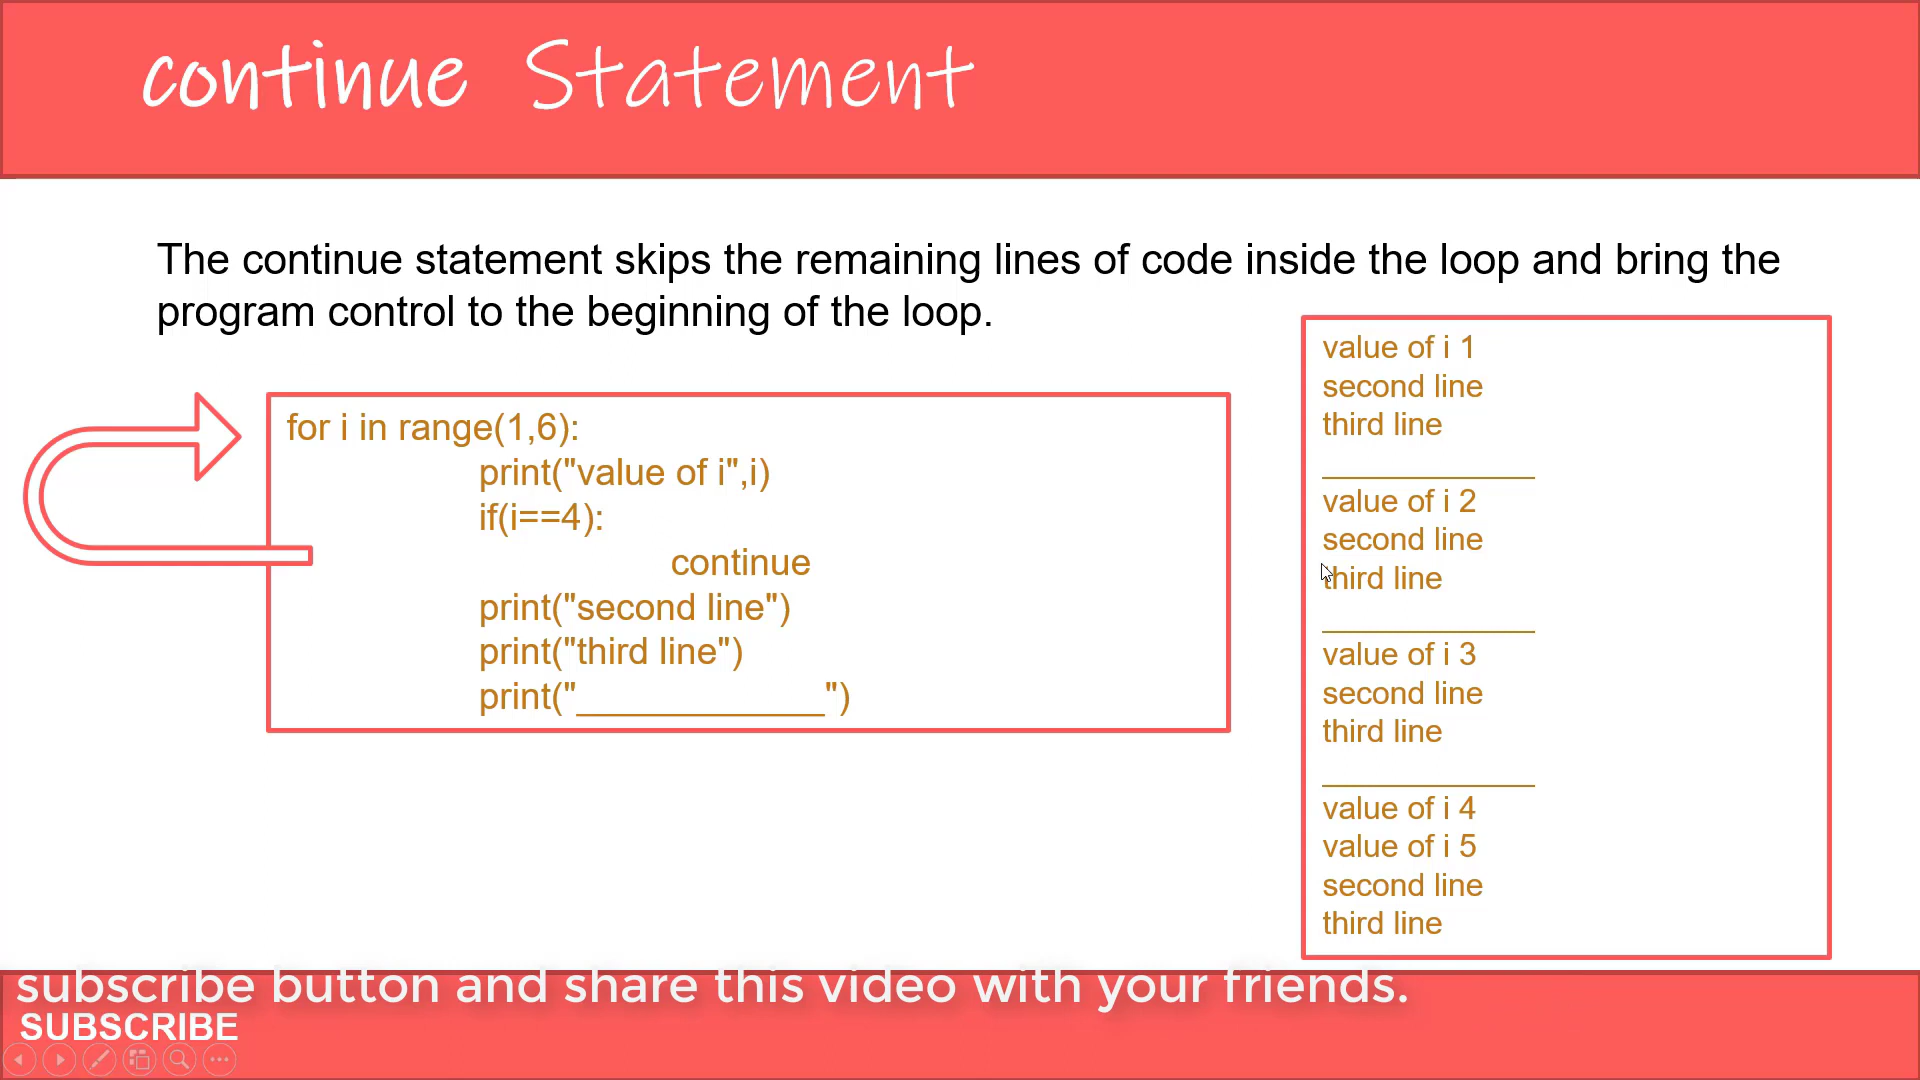 continue Statement
The continue statement skips the remaining lines of code inside the loop and bring the
program control to the beginning of the loop.
for i in range(1,6):
print("value of i",i)
if(i==4):
continue
print("second line")
print("third line")
print("____________")
value of i 1
second line
third line
____________
value of i 2
second line
third line
____________
value of i 3
second line
third line
____________
value of i 4
value of i 5
second line
third line
subscribe button and share this video with your friends.
SUBSCRIBE